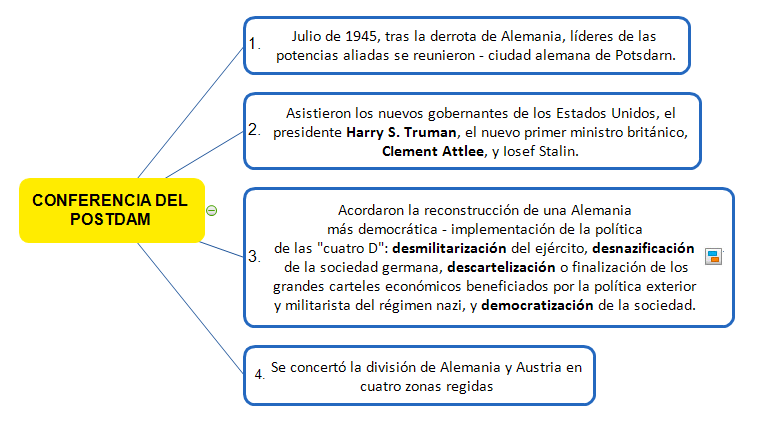 1. Julio de 1945, tras la derrota de Alemania, líderes de las
potencias aliadas se reunieron - ciudad alemana de Potsdarn.
Asistieron los nuevos gobernantes de los Estados Unidos, el
2. presidente Harry S. Truman, el nuevo primer ministro británico,
Clement Attlee, y Iosef Stalin.
CONFERENCIA DEL
POSTDAM
Acordaron la reconstrucción de una Alemania
más democrática - implementación de la política
de las "cuatro D": desmilitarización del ejército, desnazificación
3. de la sociedad germana, descartelización o finalización de los
grandes carteles económicos beneficiados por la política exterior
y militarista del régimen nazi, y democratización de la sociedad.
4. Se concertó la división de Alemania y Austria en
cuatro zonas regidas